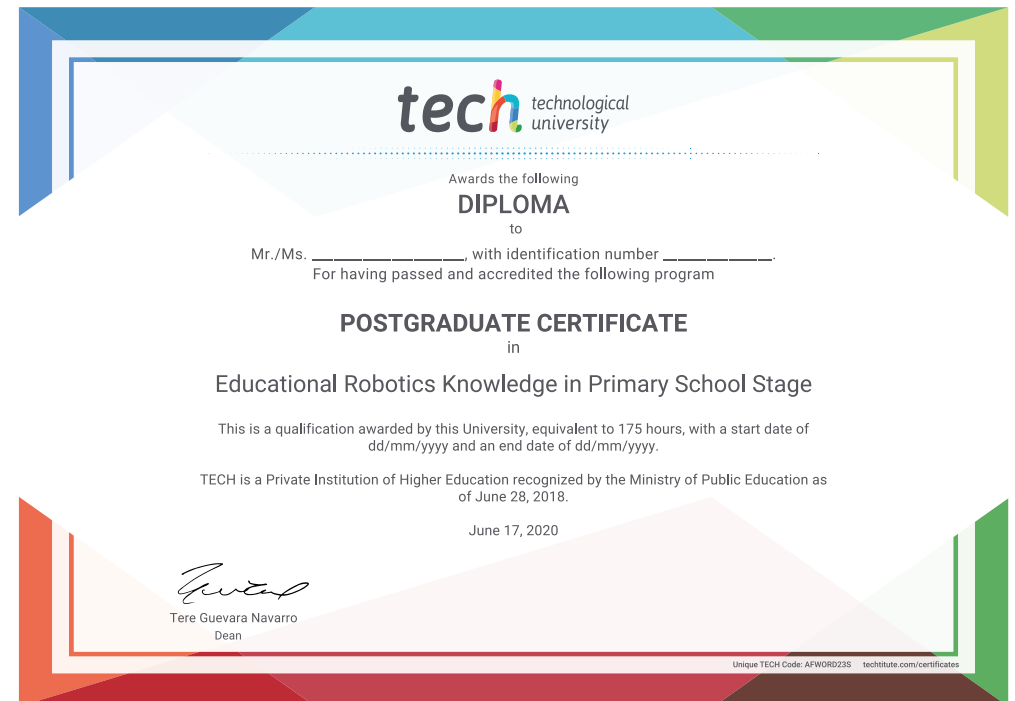 tech technological
university
Awards the following
DIPLOMA
to
Mr./Ms. __________________, with identification number _____________.
For having passed and accredited the following program
POSTGRADUATE CERTIFICATE
in
Educational Robotics Knowledge in Primary School Stage
This is a qualification awarded by this University, equivalent to 175 hours, with a start date of
dd/mm/yyyy and an end date of dd/mm/yyyy.
TECH is a Private Institution of Higher Education recognized by the Ministry of Public Education as
of June 28, 2018.
June 17, 2020
Tere Guevara Navarro
Dean
Unique TECH Code: AFWORD23S techtitute.com/certificates